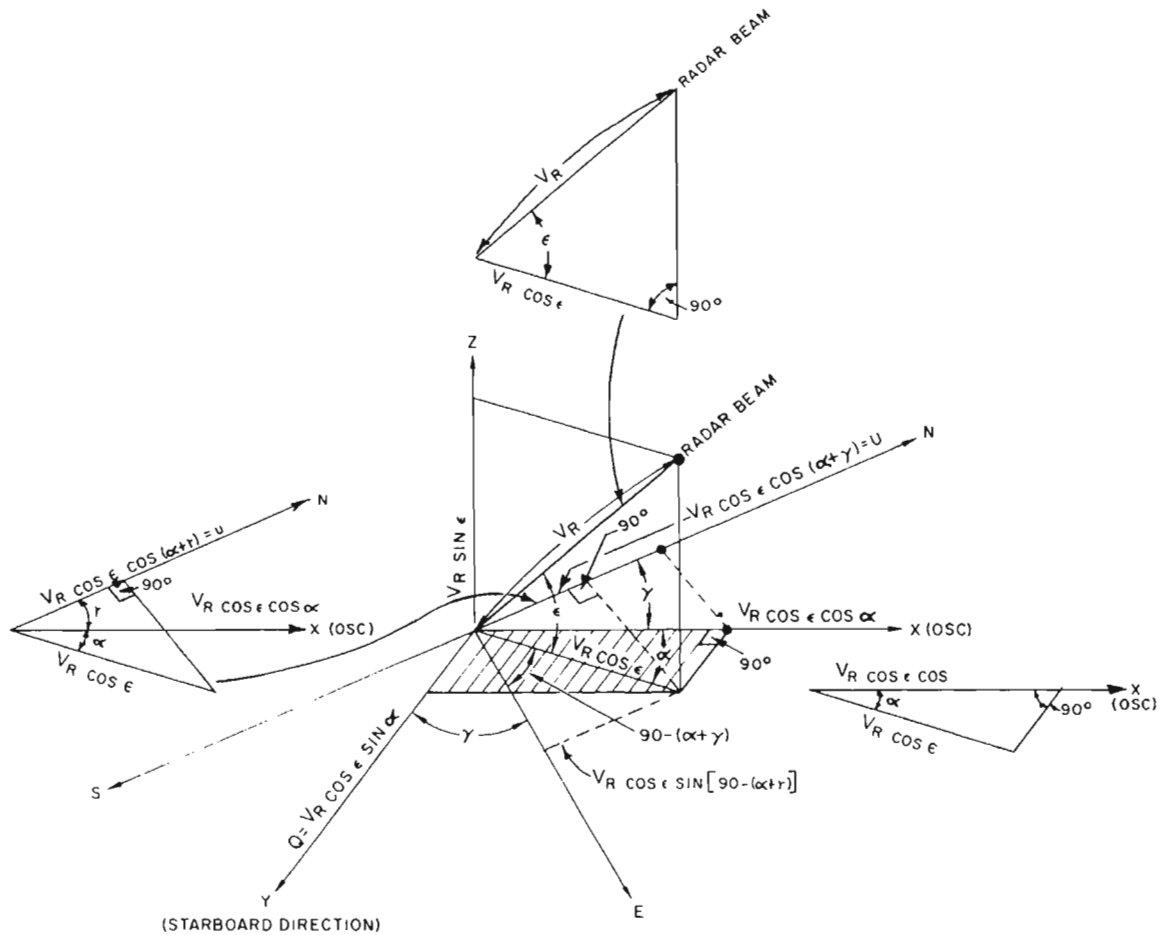 RADAR BEAM
VR
ϵ
VR COS ϵ
90°
Z
RADAR BEAM
N
VR COS ϵ COS (α+γ)=U
90°
VR
VR SIN ϵ
N
VR COS ϵ COS (α+r)=U
90°
r
α
VR COS ϵ COS α
X (OSC)
VR COS ϵ
ϵ
γ
VR COS ϵ COS α
X (OSC)
VR COS ϵ
α
90°
VR COS ϵ COS
X
(OSC)
α
90°
VR COS ϵ
90-(α+γ)
γ
VR COS ϵ SIN [90-(α+r)]
S
Q=VR COS ϵ SIN α
Y
(STARBOARD DIRECTION)
E